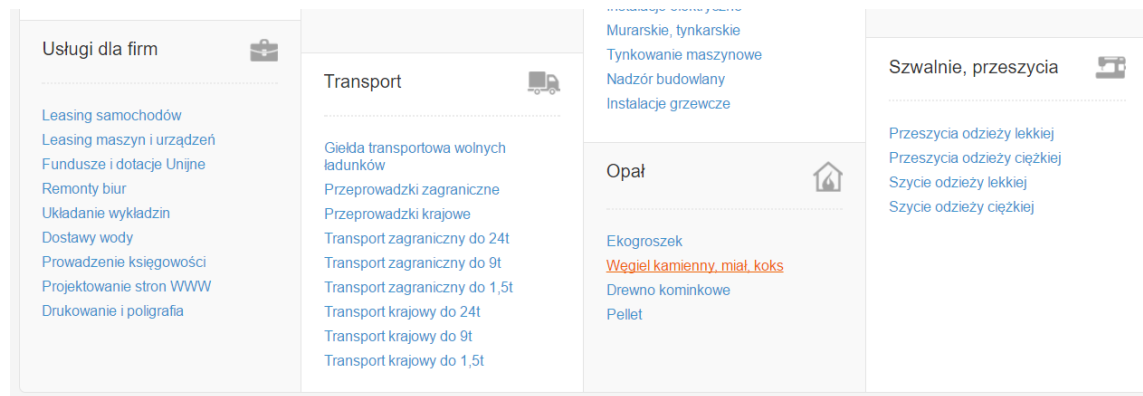 Usługi dla firm
Leasing samochodów
Leasing maszyn i urządzeń
Fundusze i dotacje Unijne
Remonty biur
Układanie wykładzin
Dostawy wody
Prowadzenie księgowości
Projektowanie stron WWW
Drukowanie i poligrafia
Transport
Giełda transportowa wolnych
ładunków
Przeprowadzki zagraniczne
Przeprowadzki krajowe
Transport zagraniczny do 24t
Transport zagraniczny do 9t
Transport zagraniczny do 1,5t
Transport krajowy do 24t
Transport krajowy do 9t
Transport krajowy do 1,5t
Instalacje elektryczne
Murarskie, tynkarskie
Tynkowanie maszynowe
Nadzór budowlany
Instalacje grzewcze
Opał
Ekogroszek
Węgiel kamienny, miał, koks
Drewno kominkowe
Pellet
Szwalnie, przeszycia
Przeszycia odzieży lekkiej
Przeszycia odzieży ciężkiej
Szycie odzieży lekkiej
Szycie odzieży ciężkiej